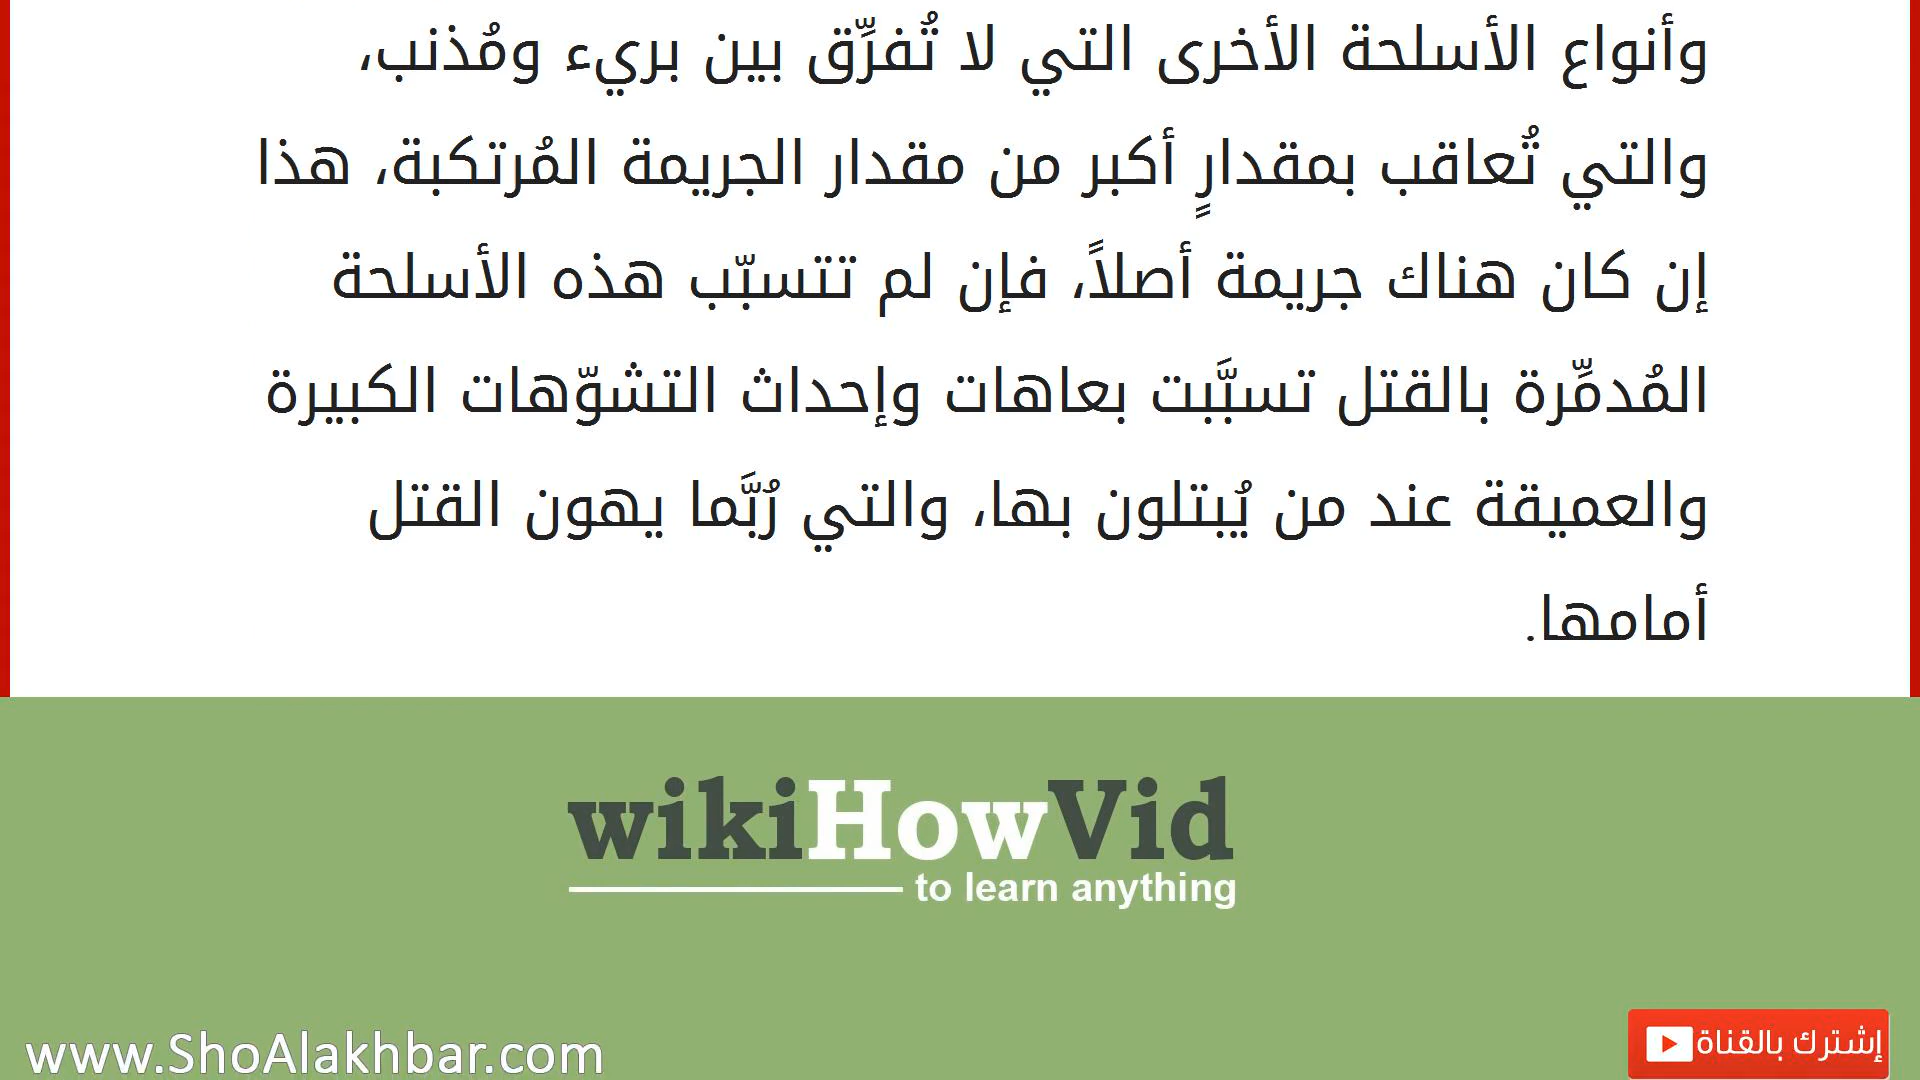 وأنواع الأسلحة الأخرى التي لا تُفرِّق بين بريء ومُذنب،
والتي تُعاقب بمقدارٍ أكبر من مقدار الجريمة المُرتكبة، هذا
إن كان هناك جريمة أصلاً، فإن لم تتسبّب هذه الأسلحة
المُدمِّرة بالقتل تسبَّبت بعاهات وإحداث التشوّهات الكبيرة
والعميقة عند من يُبتلون بها، والتي رُبَّما يهون القتل
أمامها.
wikiHowVid
to learn anything
www.ShoAlakhbar.com
إشترك بالقناة